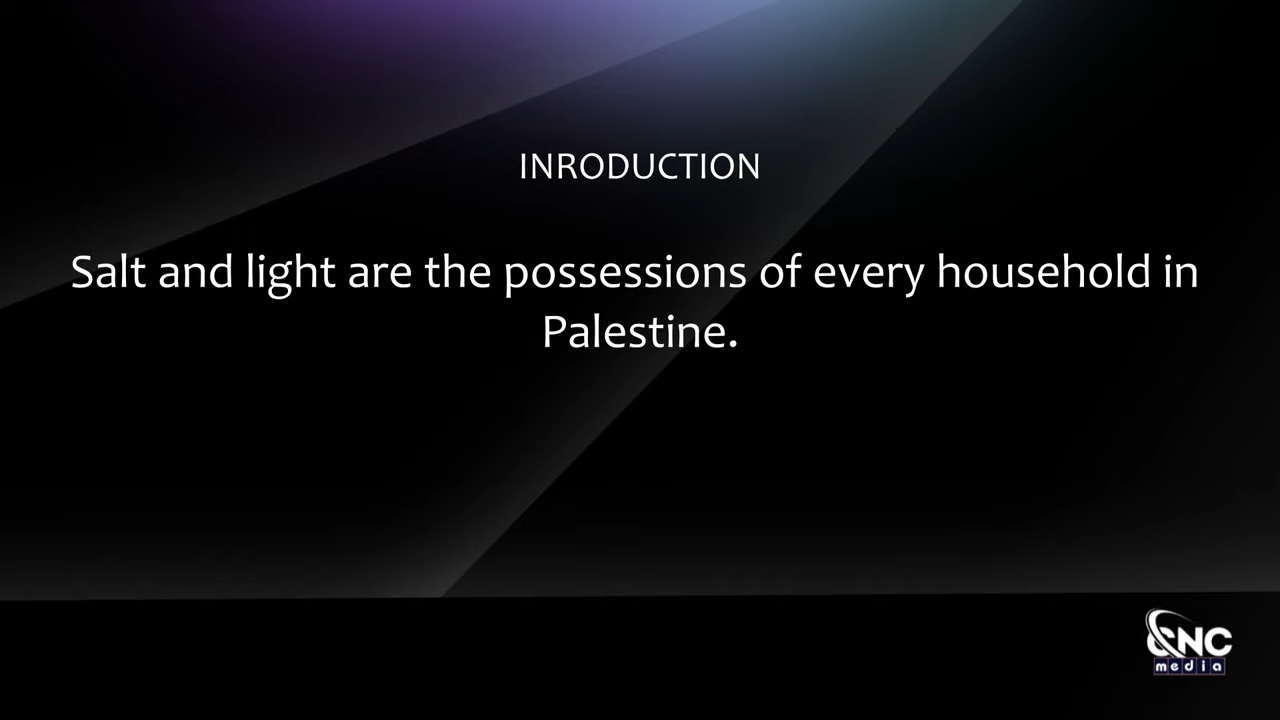 INRODUCTION
Salt and light are the possessions of every household in
Palestine.
CNC
media